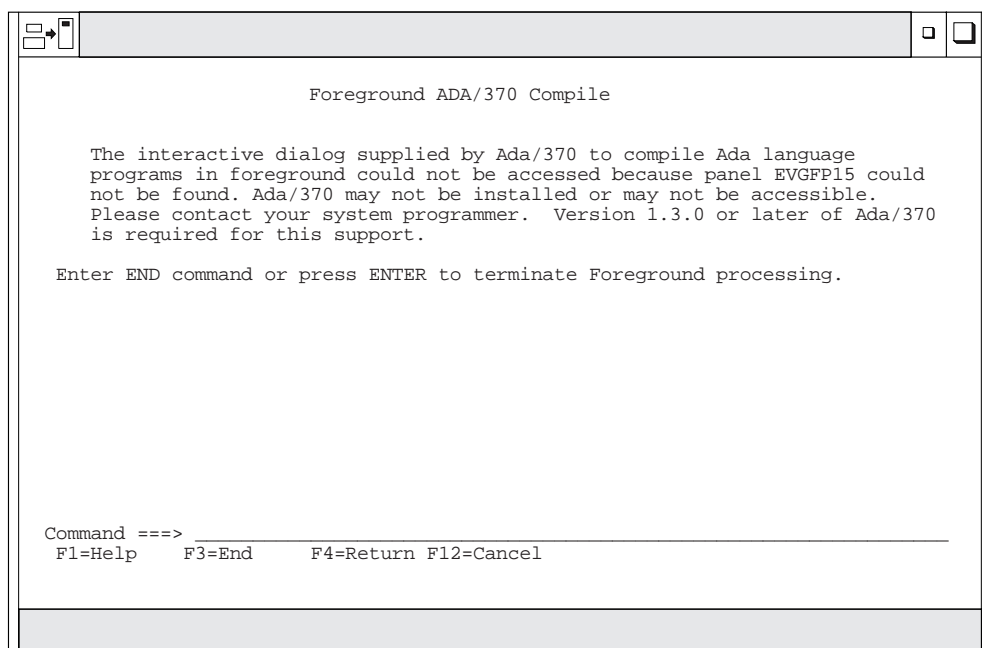 Foreground ADA/370 Compile
The interactive dialog supplied by Ada/370 to compile Ada language
programs in foreground could not be accessed because panel EVGFP15 could
not be found. Ada/370 may not be installed or may not be accessible.
Please contact your system programmer.  Version 1.3.0 or later of Ada/370
is required for this support.
Enter END command or press ENTER to terminate Foreground processing.
Command ===> _______________________________________________________________
F1=Help    F3=End     F4=Return F12=Cancel